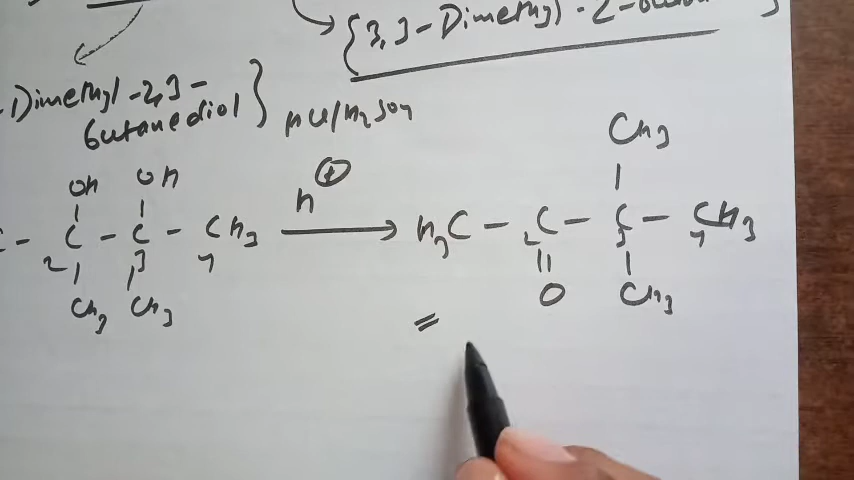 {3,3-Dimethyl-2-
-Dimethyl-2,3-
butanediol}
HCl/H2SO4
OH OH
H⊕
CH3
C - C - C - CH3
H3C - C - C - CH3
2 3 4
2 3 4
CH3 CH3
O CH3
=